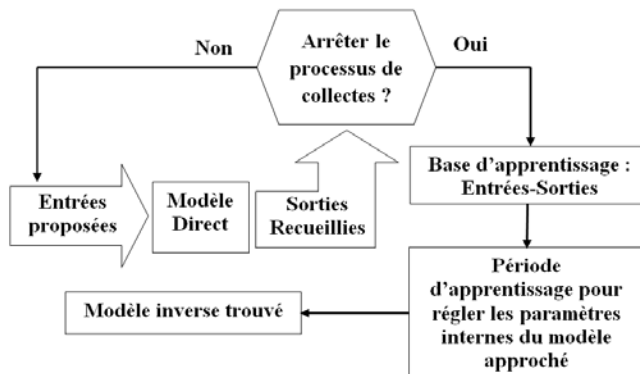 Non
Arrêter le
processus de
collectes ?
Oui
Entrées
proposées
Modèle
Direct
Sorties
Recueillies
Base d'apprentissage :
Entrées-Sorties
Période
d'apprentissage pour
régler les paramètres
internes du modèle
approché
Modèle inverse trouvé